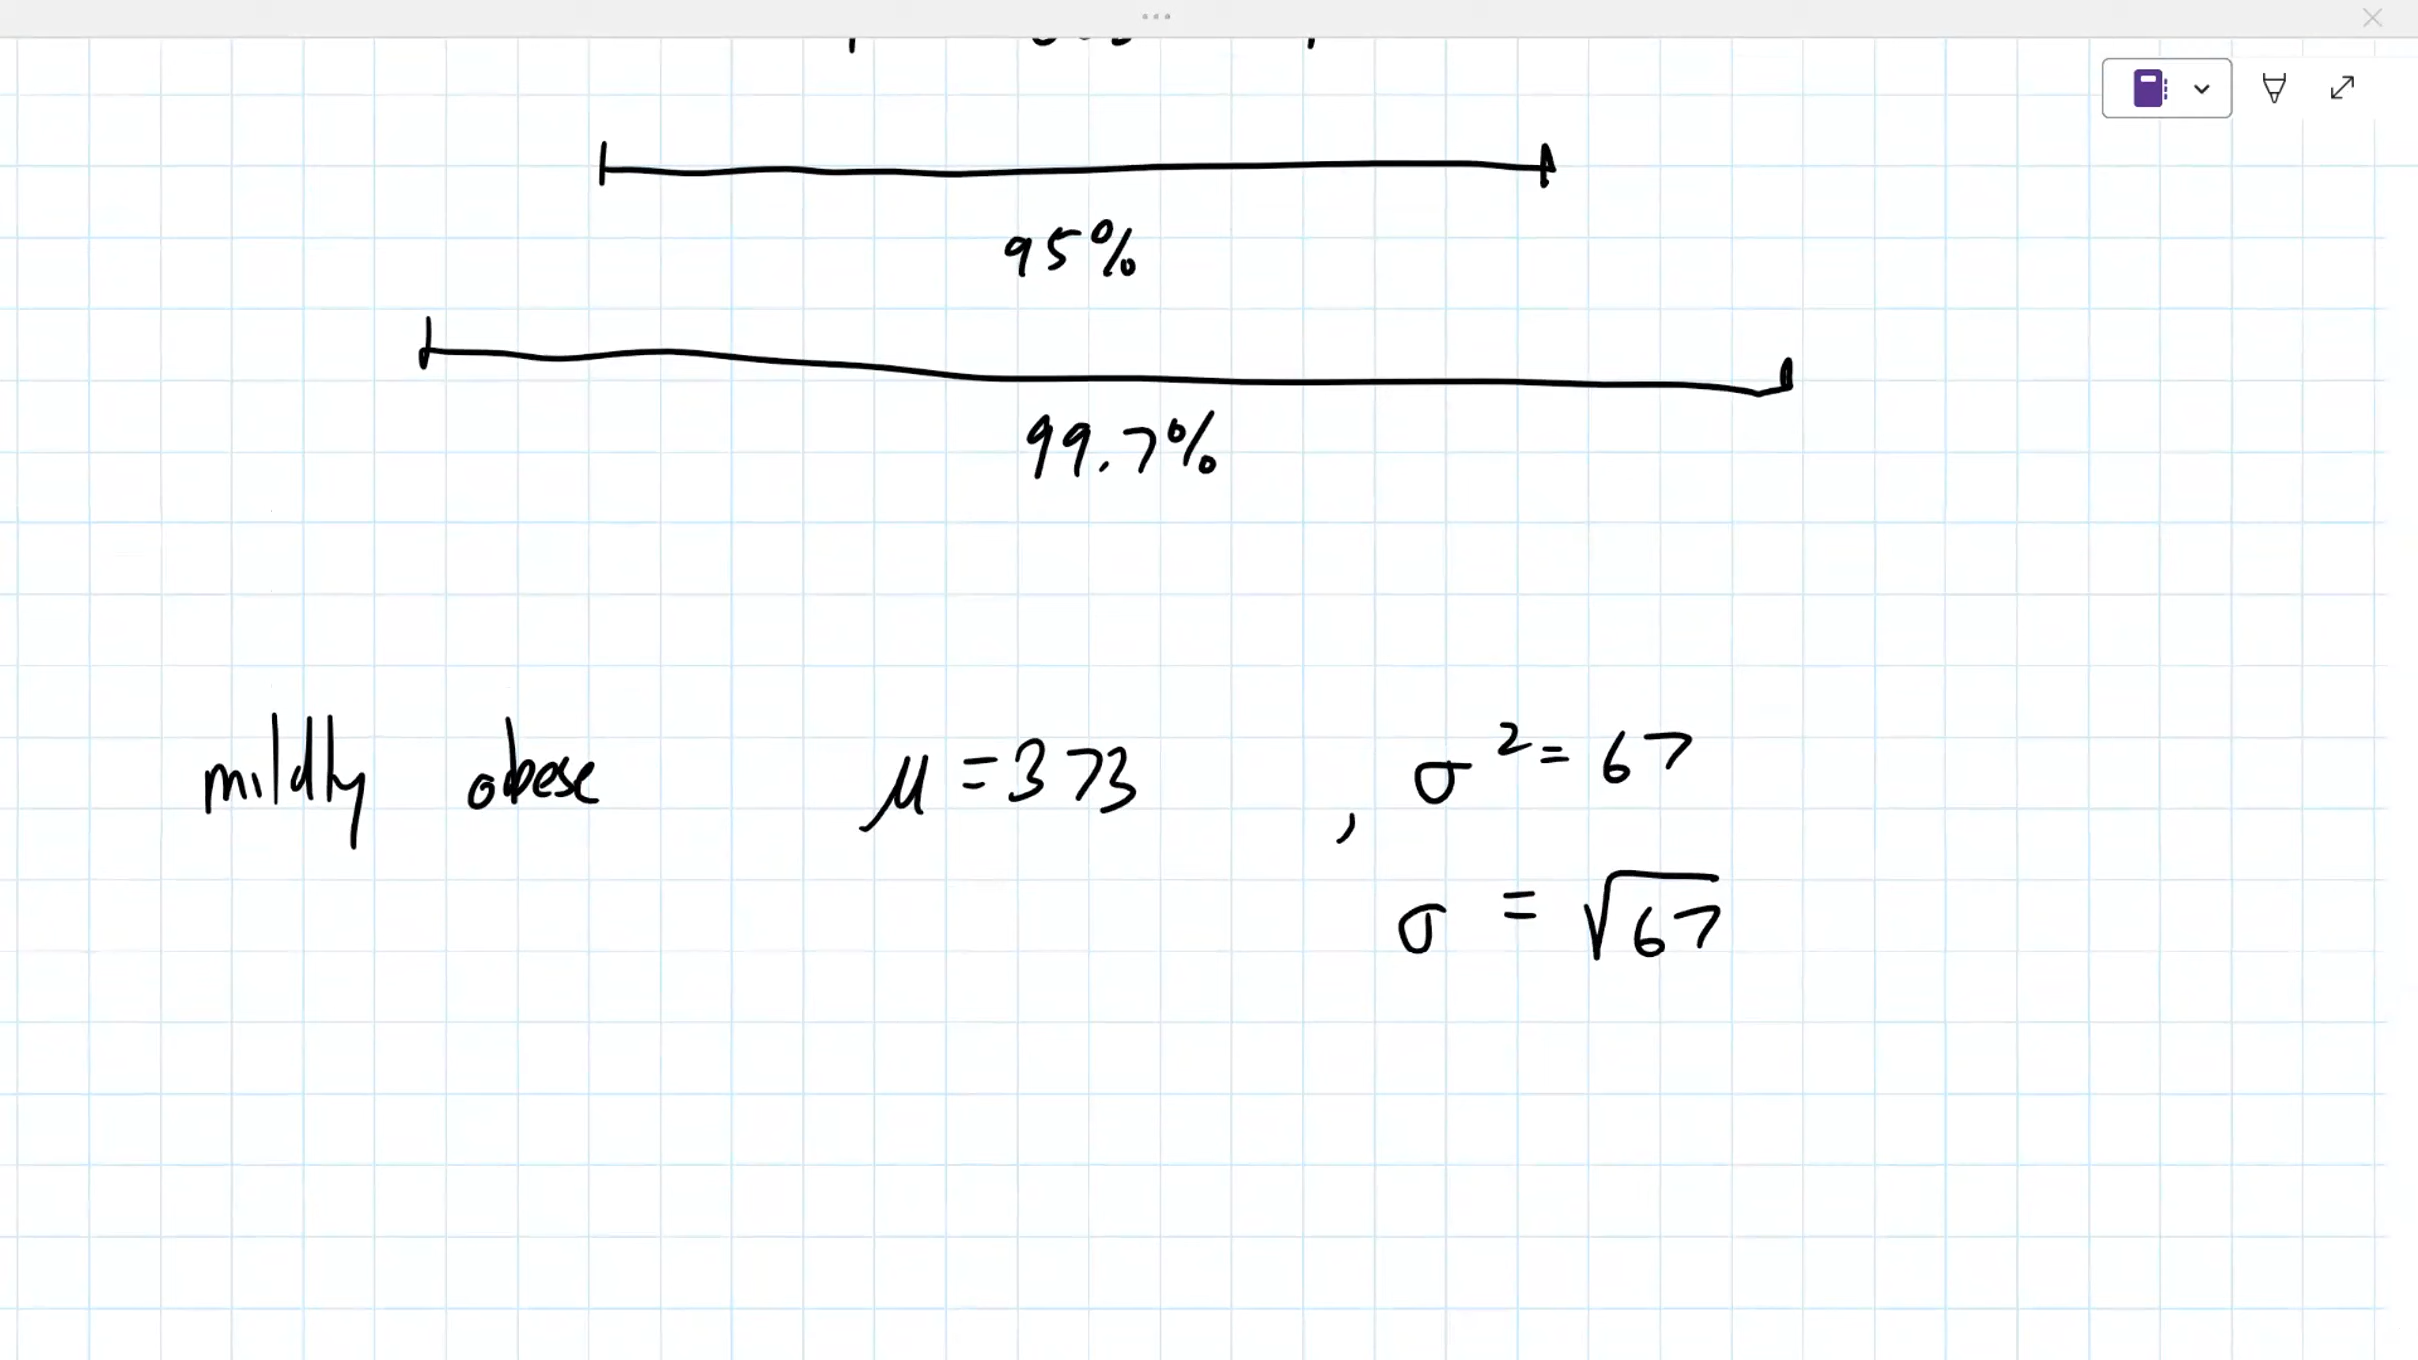 95%
99.7%
mildly obese μ = 373 , σ² = 67
σ = √67